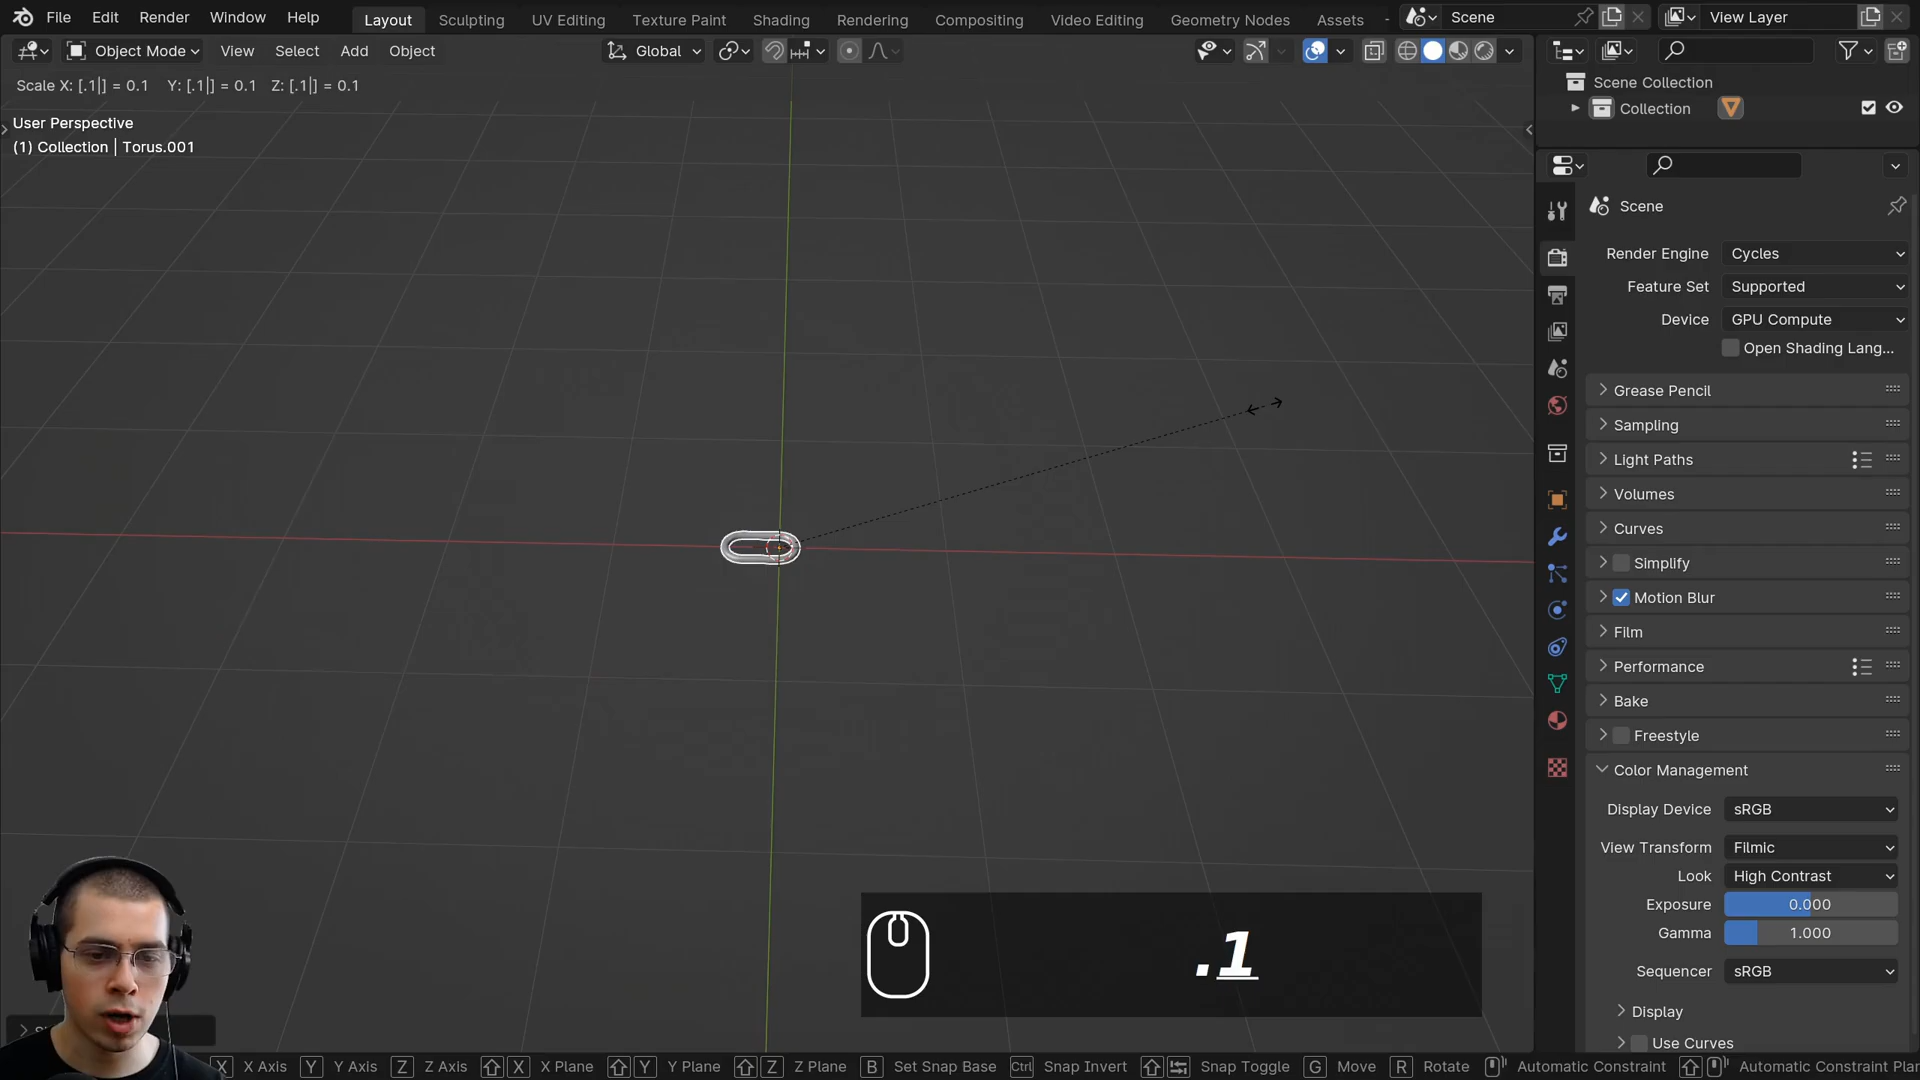 File Edit Render Window Help Layout Sculpting UV Editing Texture Paint Shading Rendering Compositing Video Editing Geometry Nodes Assets Scene View Layer
Object Mode View Select Add Object Global
Scale X: [.1|] = 0.1 Y: [.1|] = 0.1 Z: [.1|] = 0.1
User Perspective
(1) Collection | Torus.001
Scene Collection
Collection
Scene
Render Engine Cycles
Feature Set Supported
Device GPU Compute
Open Shading Lang...
Grease Pencil
Sampling
Light Paths
Volumes
Curves
Simplify
Motion Blur
Film
Performance
Bake
Freestyle
Color Management
Display Device sRGB
View Transform Filmic
Look High Contrast
Exposure 0.000
Gamma 1.000
Sequencer sRGB
Display
Use Curves
.1
X X Axis Y Y Axis Z Z Axis X X Plane Y Y Plane Z Z Plane B Set Snap Base Ctrl Snap Invert Snap Toggle G Move R Rotate Automatic Constraint Automatic Constraint Plan